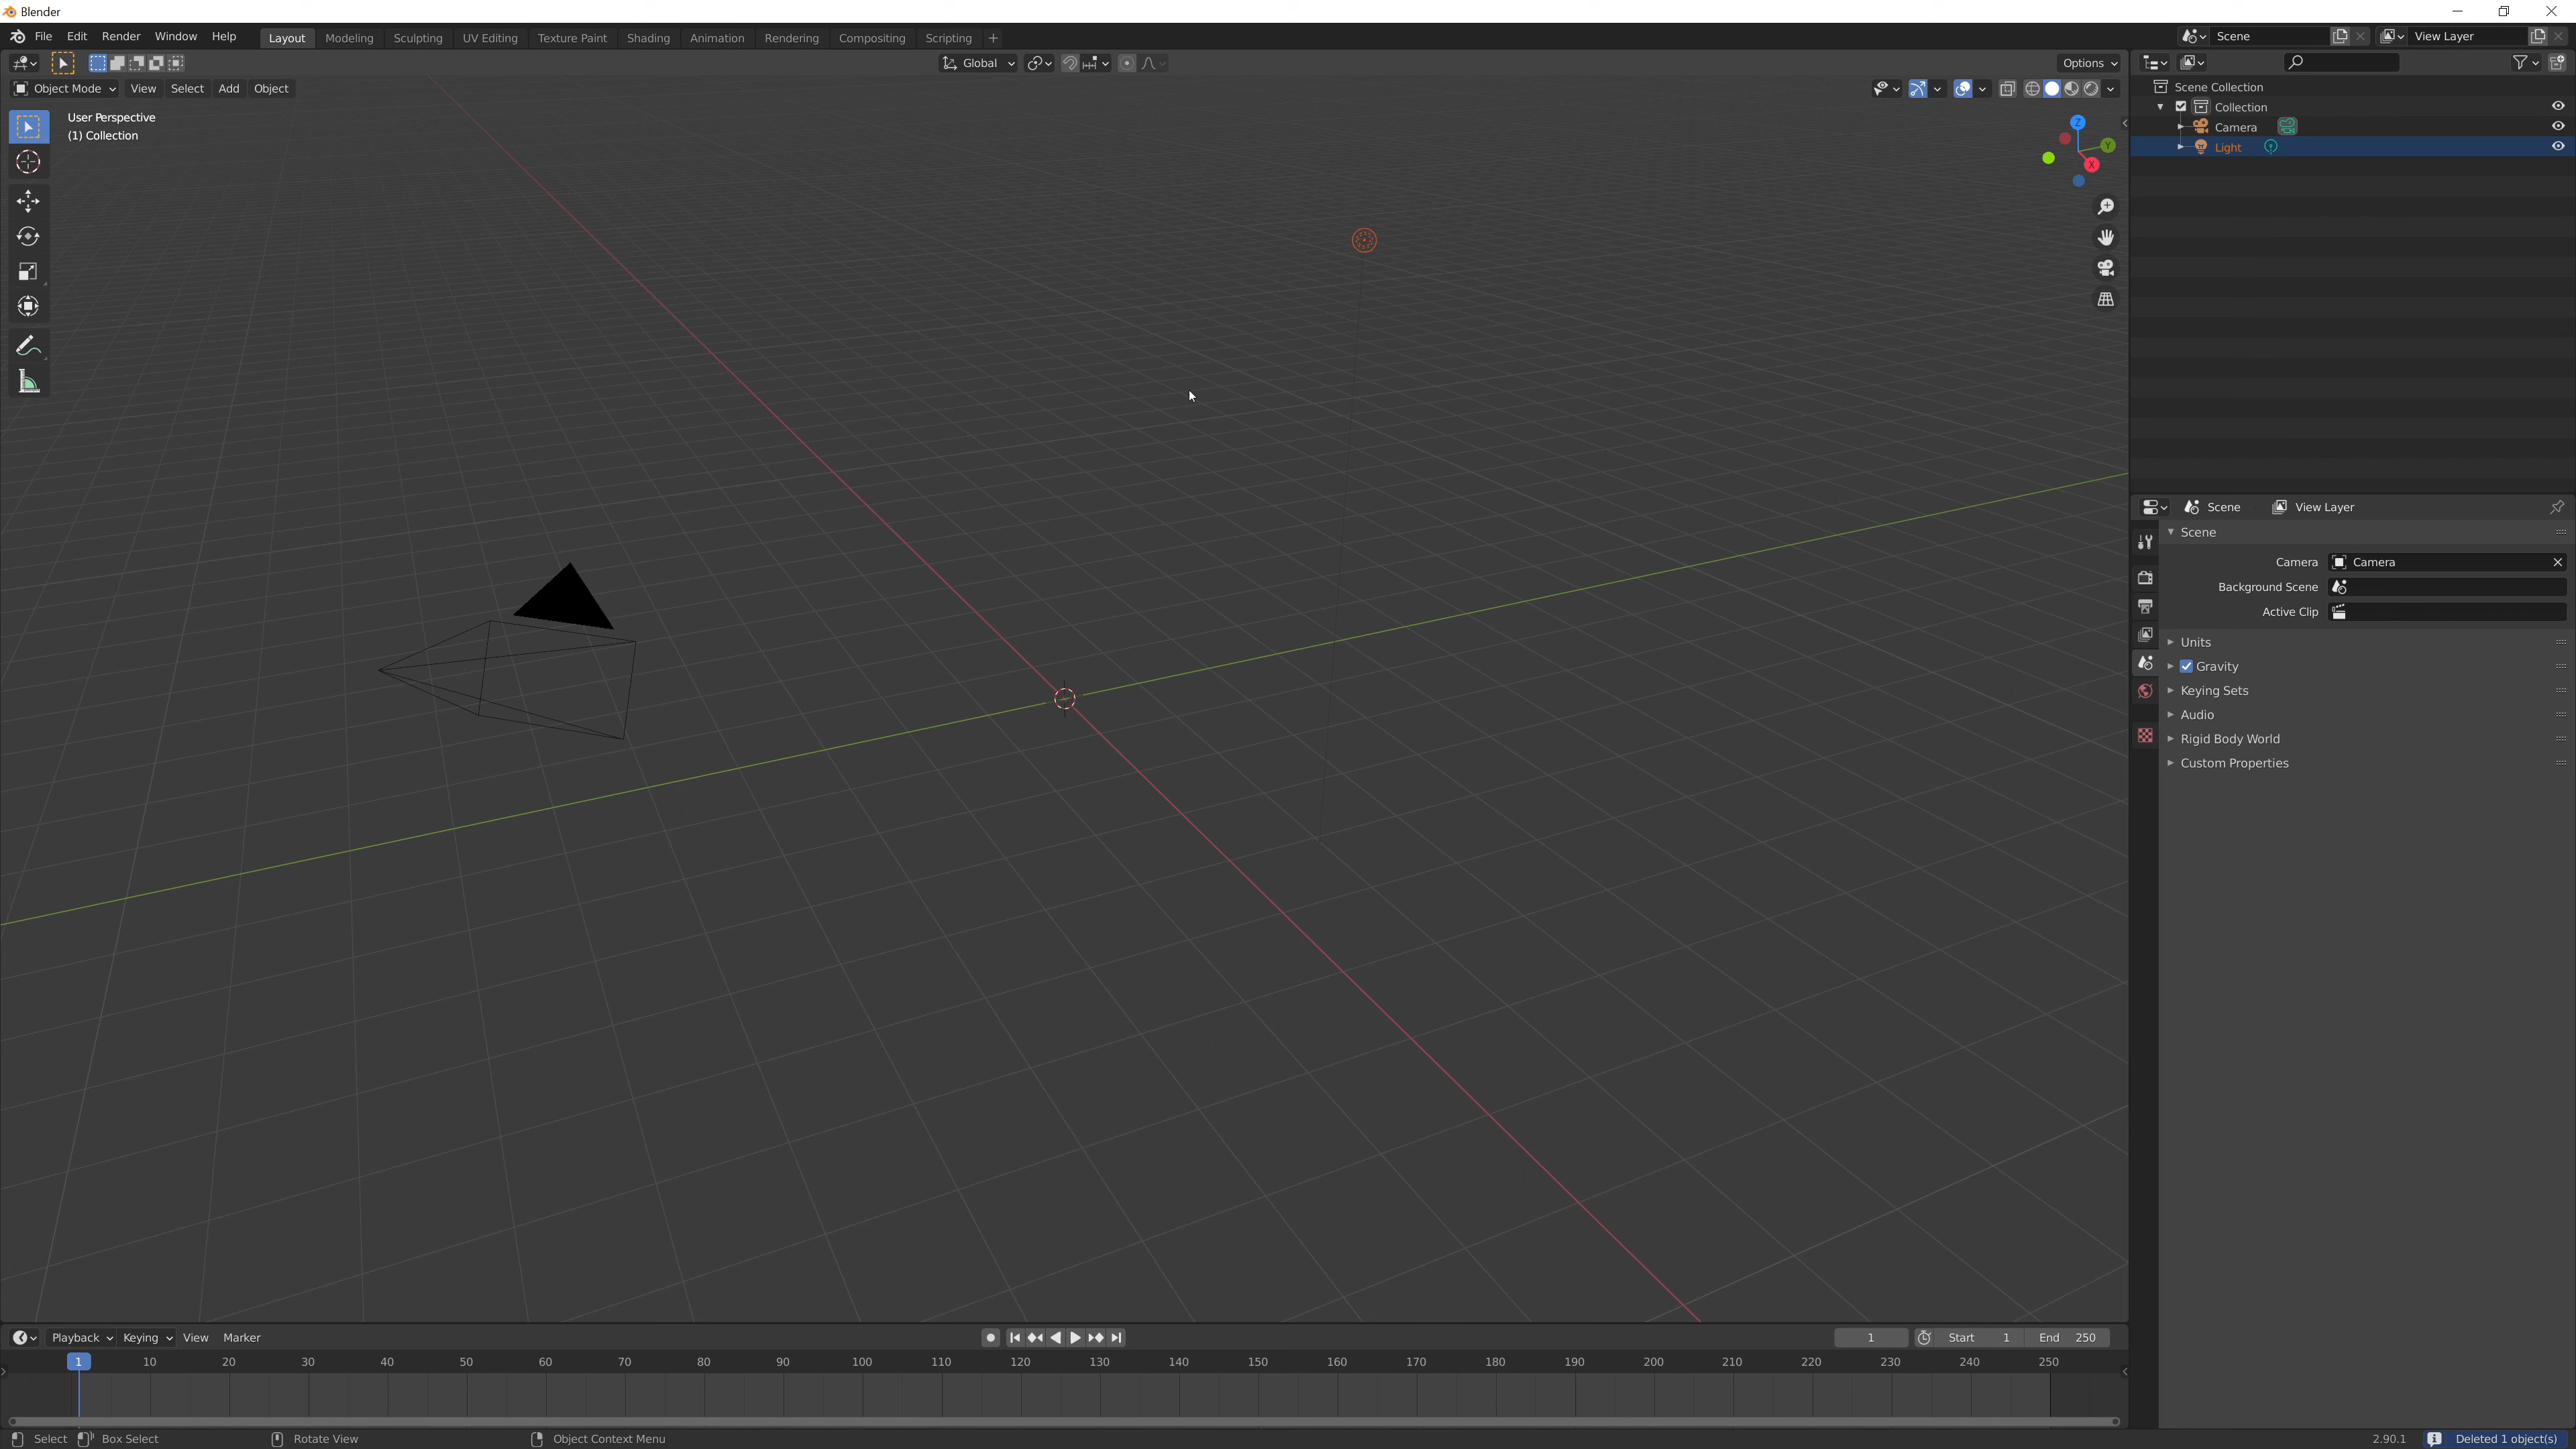 Blender
File Edit Render Window Help Layout Modeling Sculpting UV Editing Texture Paint Shading Animation Rendering Compositing Scripting + Scene View Layer
Global Options
Object Mode View Select Add Object
User Perspective
(1) Collection
Z
Y
X
Scene Collection
Collection
Camera
Light
Scene View Layer
Scene
Camera Camera
Background Scene
Active Clip
Units
Gravity
Keying Sets
Audio
Rigid Body World
Custom Properties
Playback Keying View Marker 1 Start 1 End 250
1 10 20 30 40 50 60 70 80 90 100 110 120 130 140 150 160 170 180 190 200 210 220 230 240 250
Select Box Select Rotate View Object Context Menu 2.90.1 Deleted 1 object(s)